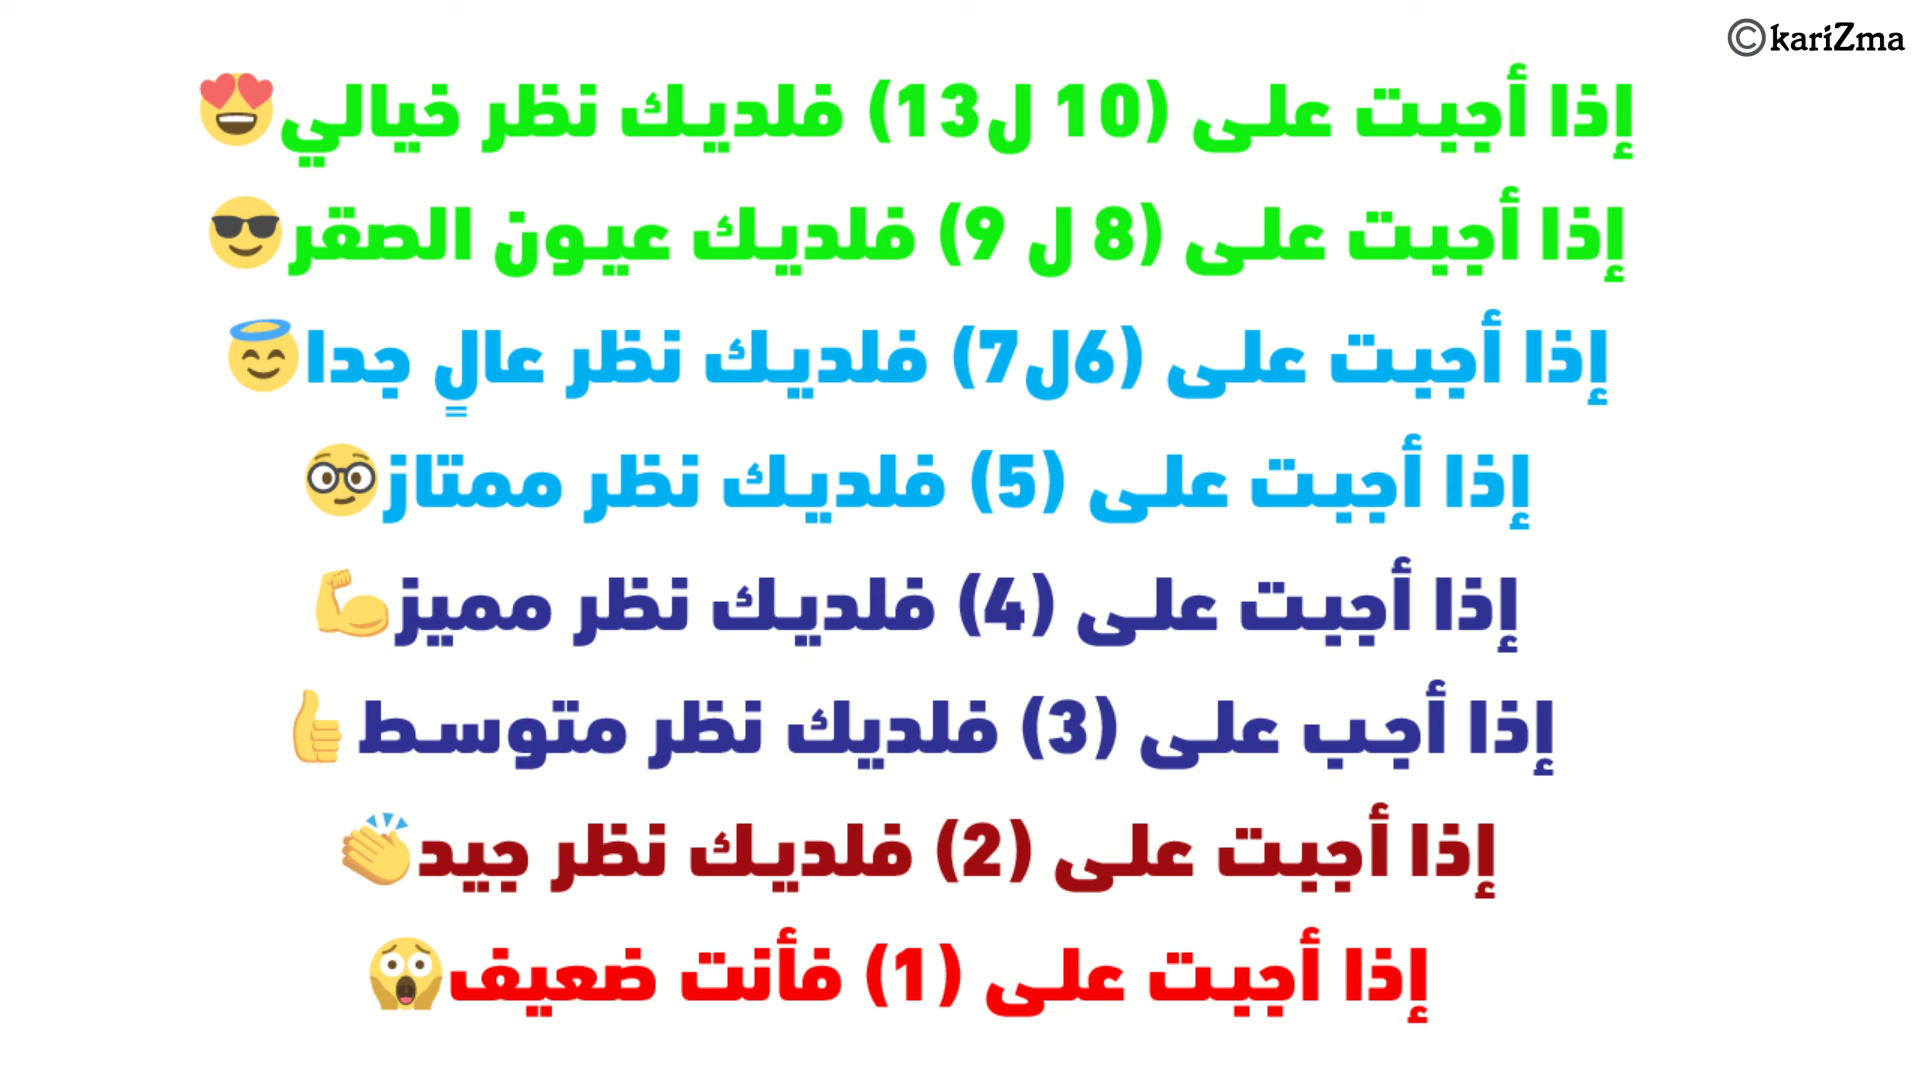 ©kariZma
إذا أجبت على (10 ل13) فلديك نظر خيالي😍
إذا أجبت على (8 ل 9) فلديك عيون الصقر😎
إذا أجبت على (6ل7) فلديك نظر عالٍ جدا😇
إذا أجبت على (5) فلديك نظر ممتاز🤓
إذا أجبت على (4) فلديك نظر مميز💪
إذا أجب على (3) فلديك نظر متوسط 👍
إذا أجبت على (2) فلديك نظر جيد👏
إذا أجبت على (1) فأنت ضعيف😱